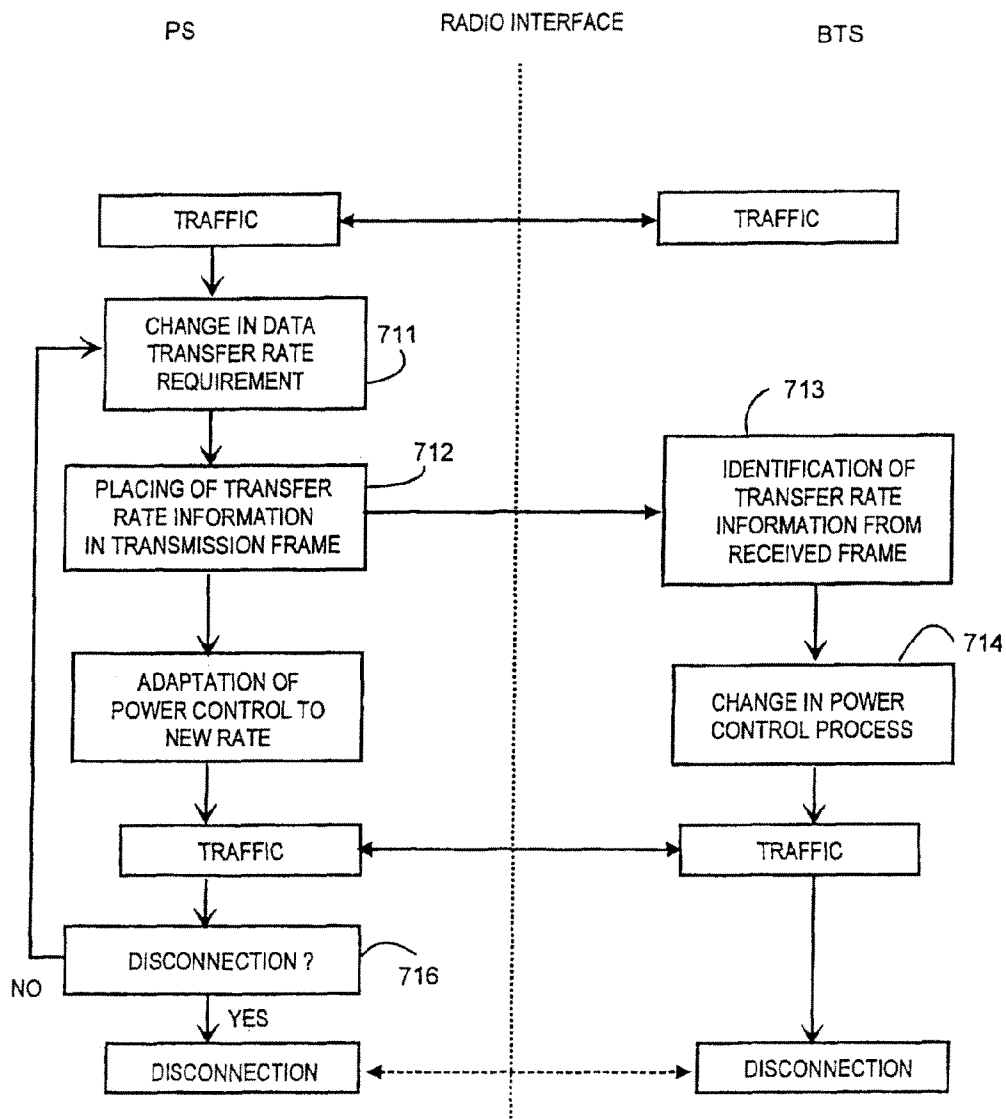 PS
RADIO INTERFACE
BTS
TRAFFIC
TRAFFIC
CHANGE IN DATA
TRANSFER RATE
REQUIREMENT
711
PLACING OF TRANSFER
RATE INFORMATION
IN TRANSMISSION FRAME
712
713
IDENTIFICATION OF
TRANSFER RATE
INFORMATION FROM
RECEIVED FRAME
ADAPTATION OF
POWER CONTROL TO
NEW RATE
714
CHANGE IN POWER
CONTROL PROCESS
TRAFFIC
TRAFFIC
DISCONNECTION ?
716
NO
YES
DISCONNECTION
DISCONNECTION